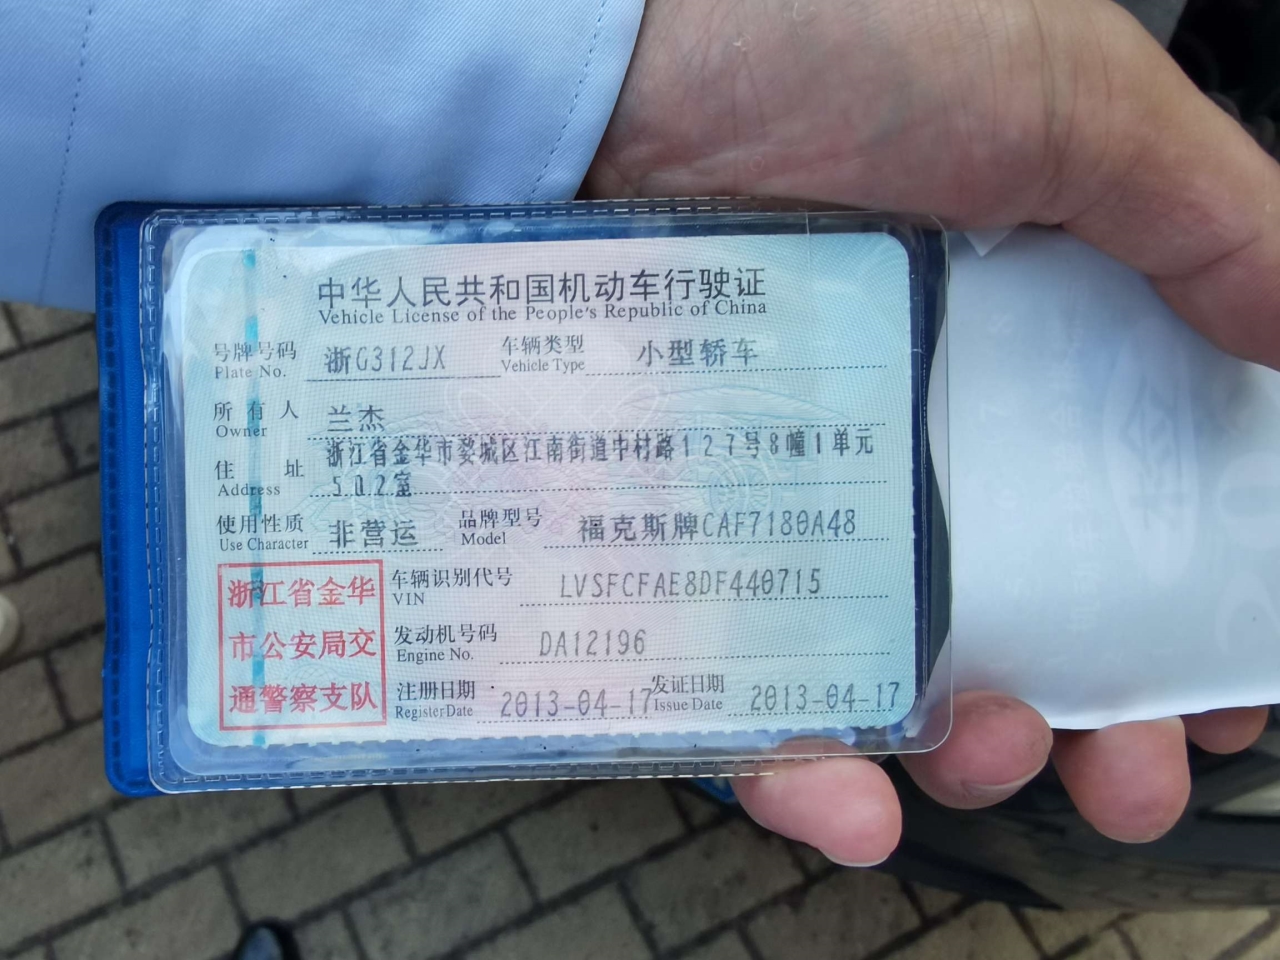 中华人民共和国机动车行驶证
Vehicle License of the People's Republic of China
号牌号码 浙G312JX 车辆类型 小型轿车
Plate No. Vehicle Type
所有人 兰杰
Owner
住址 浙江省金华市婺城区江南街道中村路127号8幢1单元
Address 502室
使用性质 非营运 品牌型号 福克斯牌CAF7180A48
Use Character Model
浙江省金华
市公安局交
通警察支队
车辆识别代号 LVSFCFAE8DF440715
VIN
发动机号码 DA12196
Engine No.
注册日期 2013-04-17 发证日期 2013-04-17
Register Date Issue Date